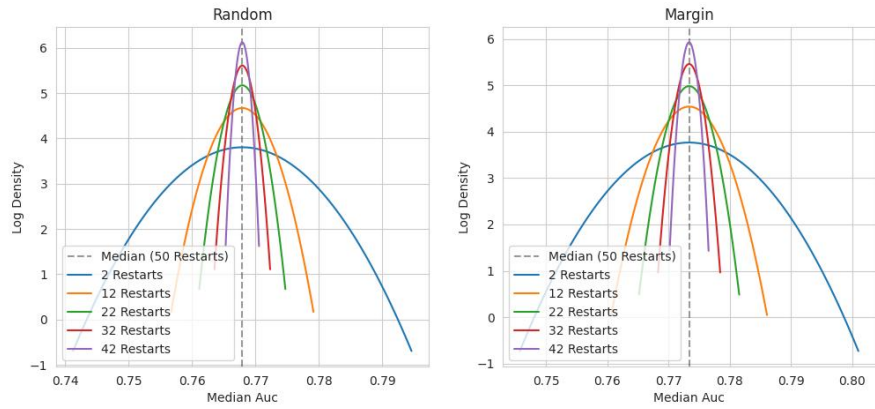 Random
Log Density
6
5
4
3
2
1
0
−1
Median (50 Restarts)
2 Restarts
12 Restarts
22 Restarts
32 Restarts
42 Restarts
0.74
0.75
0.76
0.77
0.78
0.79
Median Auc
Margin
Log Density
6
5
4
3
2
1
0
−1
Median (50 Restarts)
2 Restarts
12 Restarts
22 Restarts
32 Restarts
42 Restarts
0.75
0.76
0.77
0.78
0.79
0.80
Median Auc